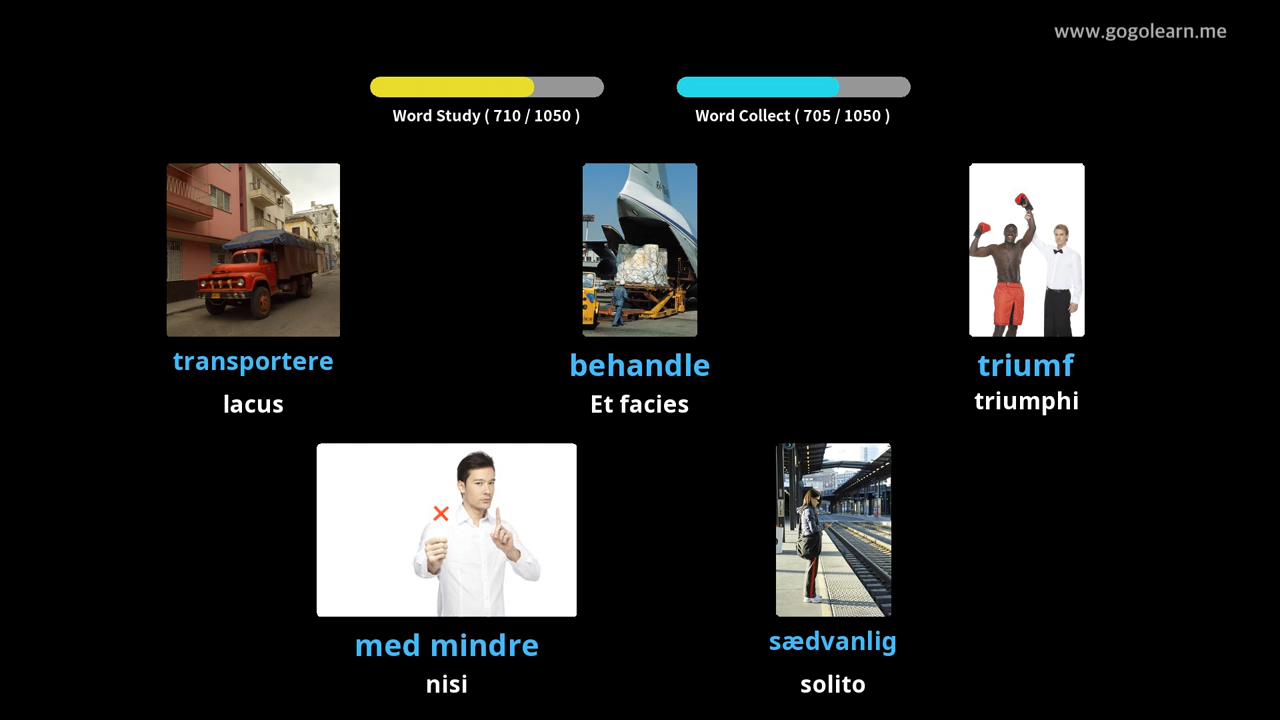 www.gogolearn.me
Word Study ( 710 / 1050 )
Word Collect ( 705 / 1050 )
transportere
lacus
behandle
Et facies
triumf
triumphi
med mindre
nisi
sædvanlig
solito